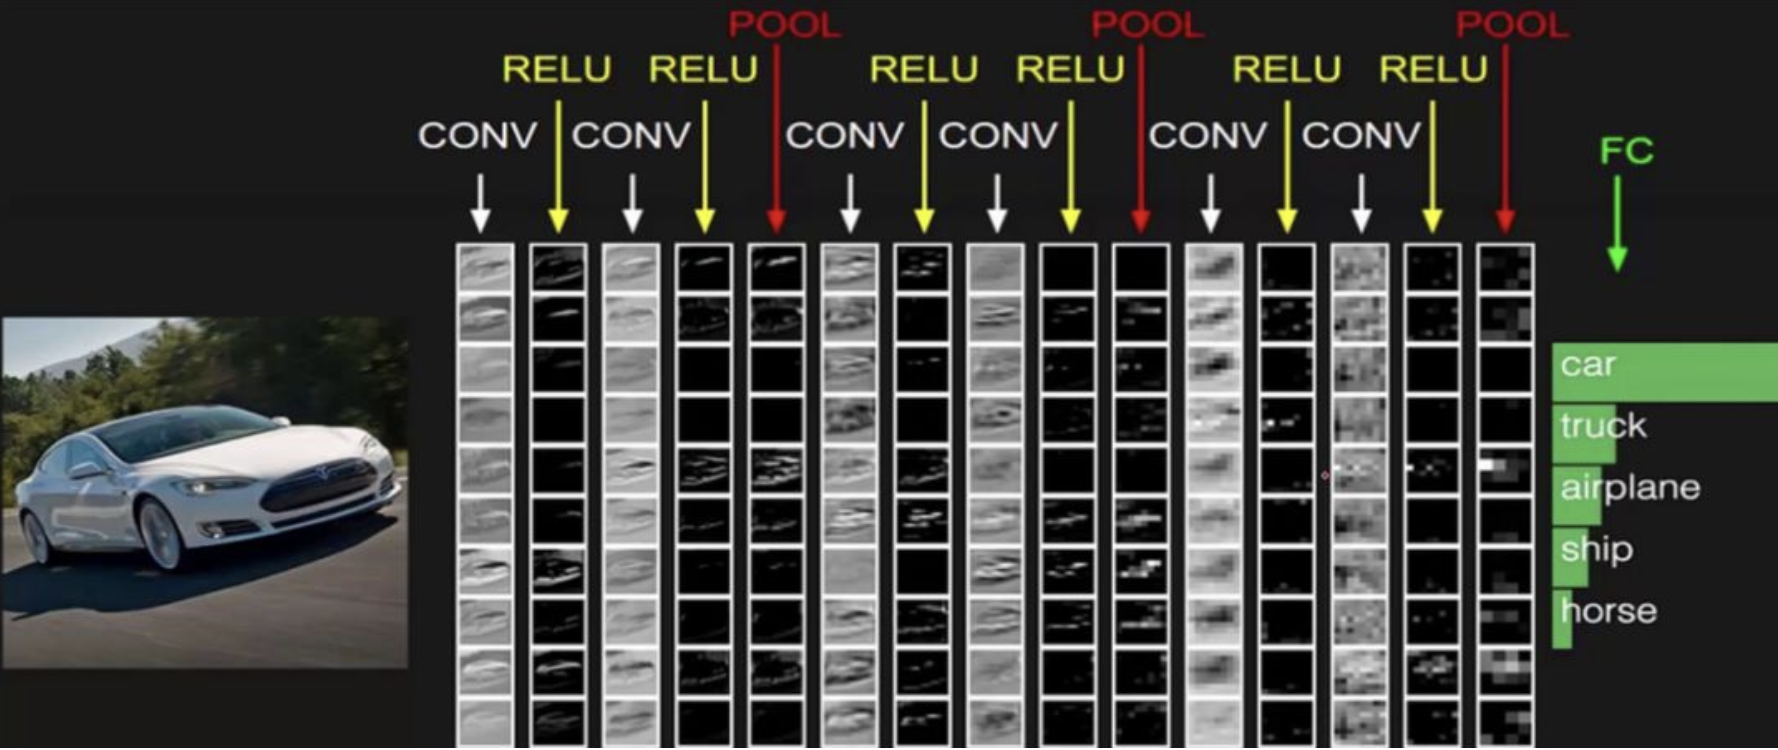 POOL POOL POOL
RELU RELU RELU RELU RELU RELU
CONV CONV CONV CONV CONV CONV
FC
car
truck
airplane
ship
horse